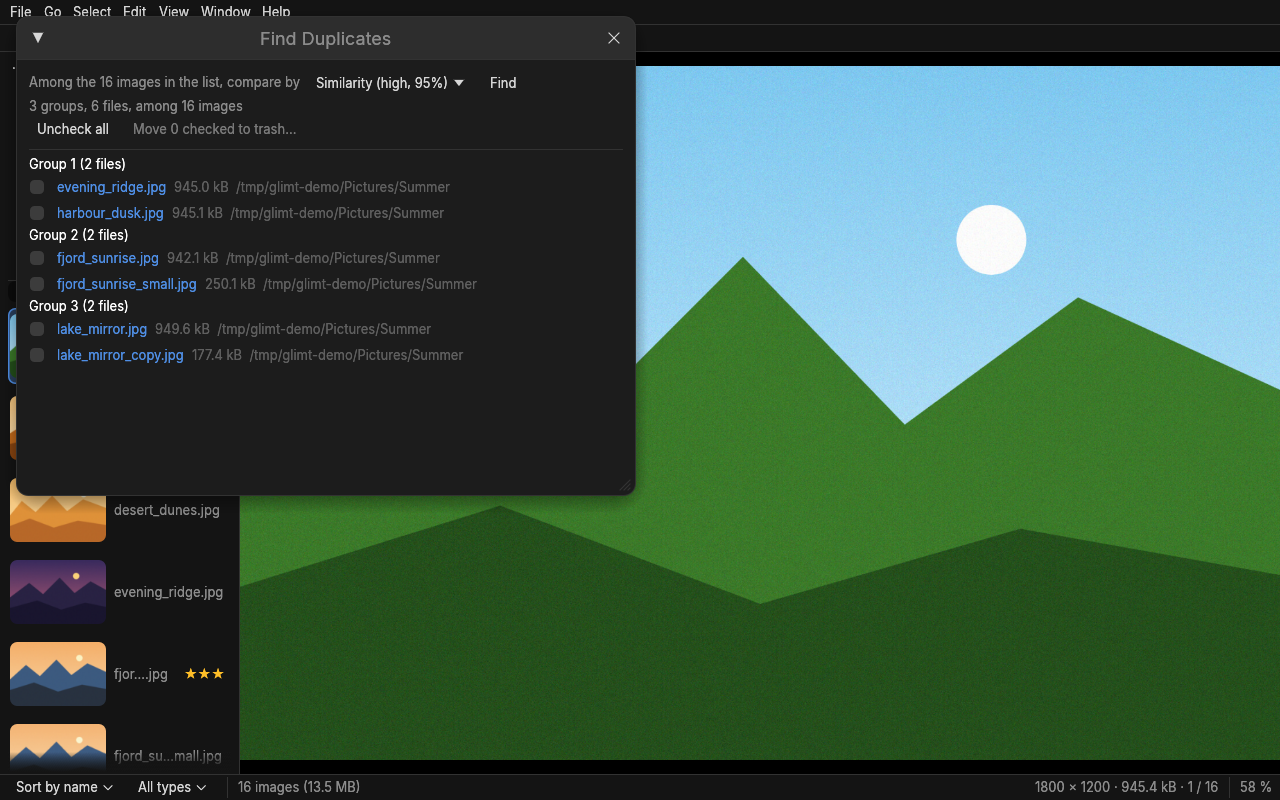 File Go Select Edit View Window Help
▼ Find Duplicates
Among the 16 images in the list, compare by Similarity (high, 95%) Find
3 groups, 6 files, among 16 images
Uncheck all Move 0 checked to trash...
Group 1 (2 files)
evening_ridge.jpg 945.0 kB /tmp/glimt-demo/Pictures/Summer
harbour_dusk.jpg 945.1 kB /tmp/glimt-demo/Pictures/Summer
Group 2 (2 files)
fjord_sunrise.jpg 942.1 kB /tmp/glimt-demo/Pictures/Summer
fjord_sunrise_small.jpg 250.1 kB /tmp/glimt-demo/Pictures/Summer
Group 3 (2 files)
lake_mirror.jpg 949.6 kB /tmp/glimt-demo/Pictures/Summer
lake_mirror_copy.jpg 177.4 kB /tmp/glimt-demo/Pictures/Summer
desert_dunes.jpg
evening_ridge.jpg
fjor....jpg ★★★
fjord_su...mall.jpg
Sort by name All types 16 images (13.5 MB) 1800 × 1200 · 945.4 kB · 1 / 16 58 %